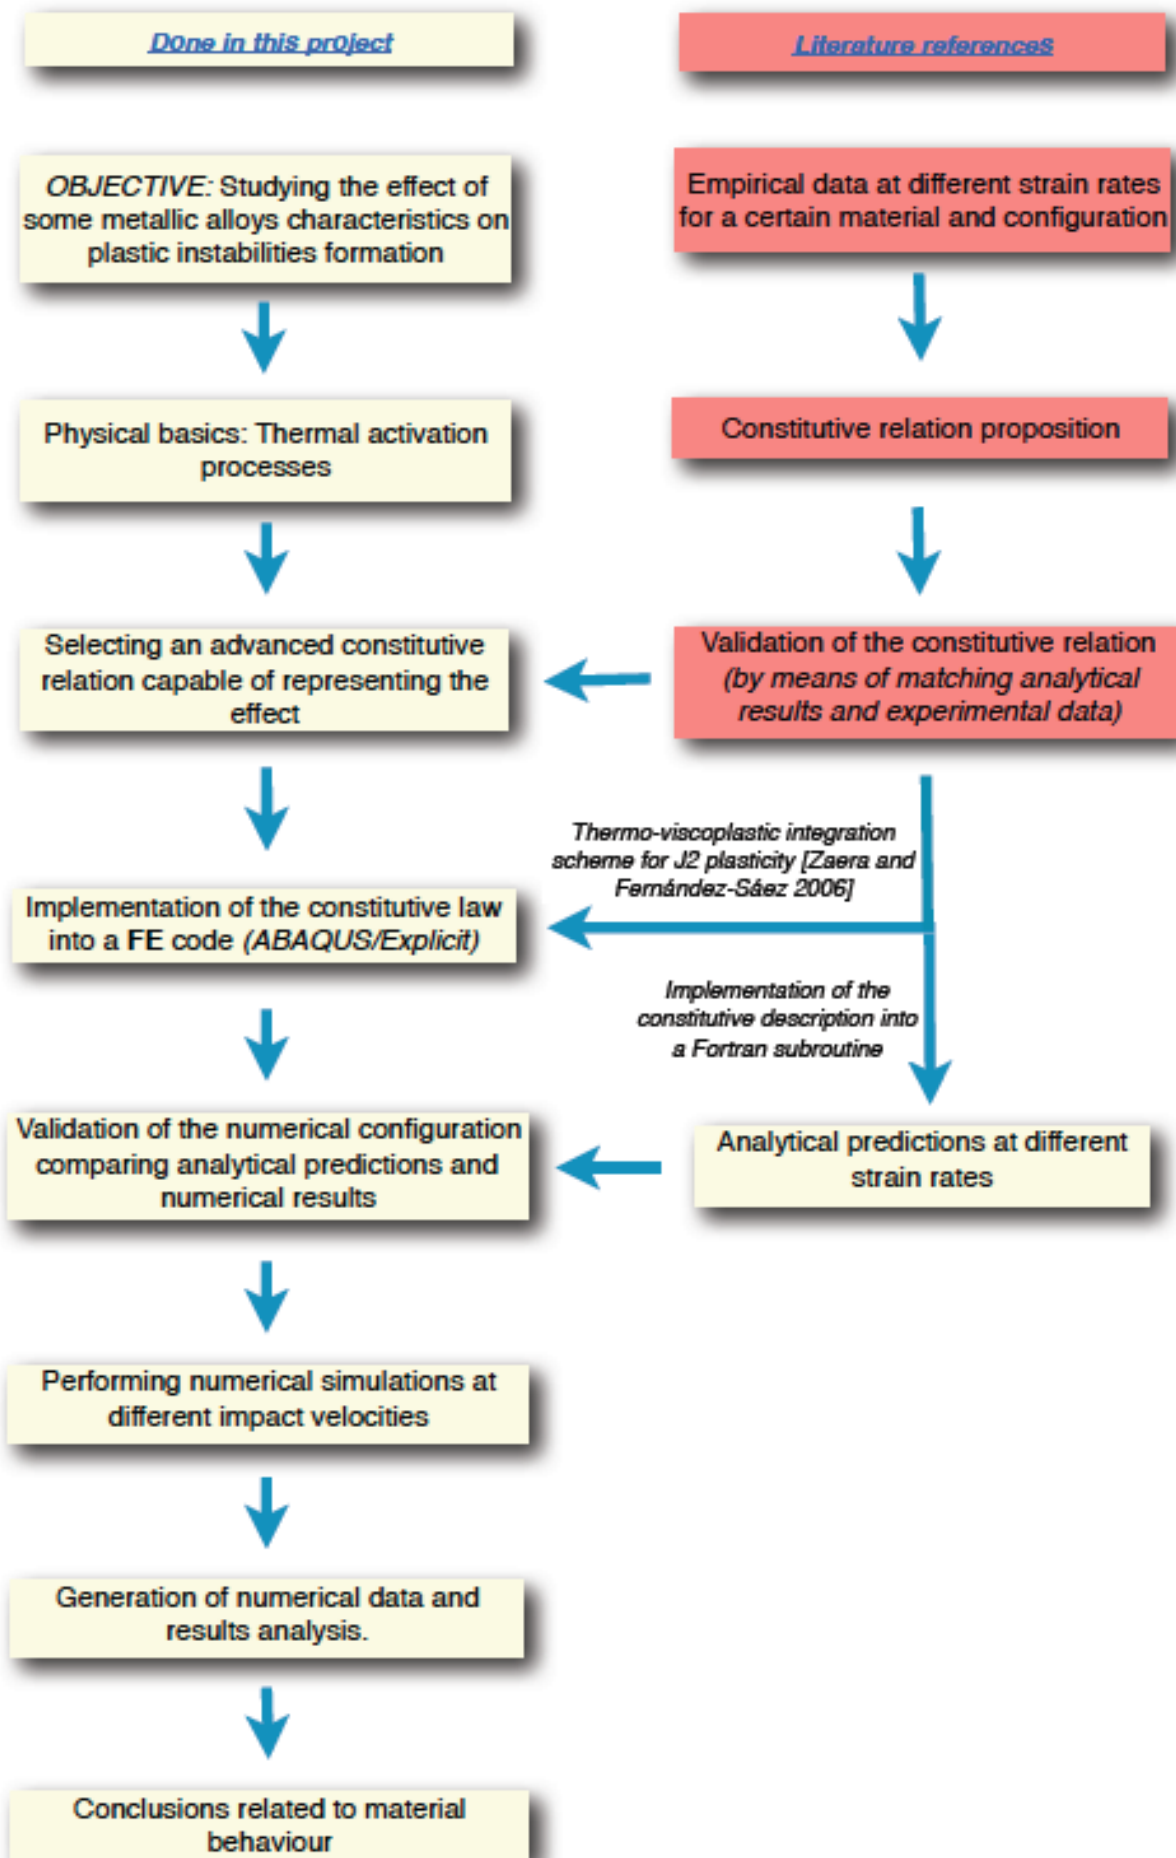 Done in this project
Literature references
OBJECTIVE: Studying the effect of
some metallic alloys characteristics on
plastic instabilities formation
Empirical data at different strain rates
for a certain material and configuration
Physical basics: Thermal activation
processes
Constitutive relation proposition
Selecting an advanced constitutive
relation capable of representing the
effect
Validation of the constitutive relation
(by means of matching analytical
results and experimental data)
Thermo-viscoplastic integration
scheme for J2 plasticity [Zaera and
Fernández-Sáez 2006]
Implementation of the constitutive law
into a FE code (ABAQUS/Explicit)
Implementation of the
constitutive description into
a Fortran subroutine
Validation of the numerical configuration
comparing analytical predictions and
numerical results
Analytical predictions at different
strain rates
Performing numerical simulations at
different impact velocities
Generation of numerical data and
results analysis.
Conclusions related to material
behaviour